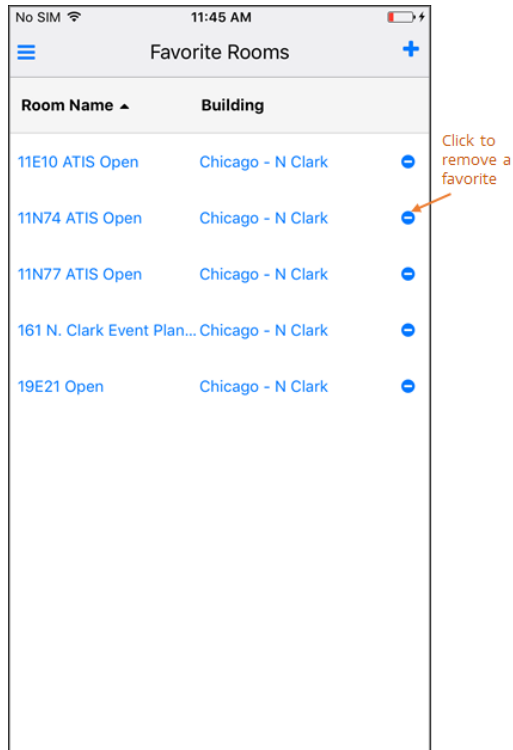 No SIM 11:45 AM
Favorite Rooms
Room Name Building
11E10 ATIS Open Chicago - N Clark
Click to
remove a
favorite
11N74 ATIS Open Chicago - N Clark
11N77 ATIS Open Chicago - N Clark
161 N. Clark Event Plan... Chicago - N Clark
19E21 Open Chicago - N Clark